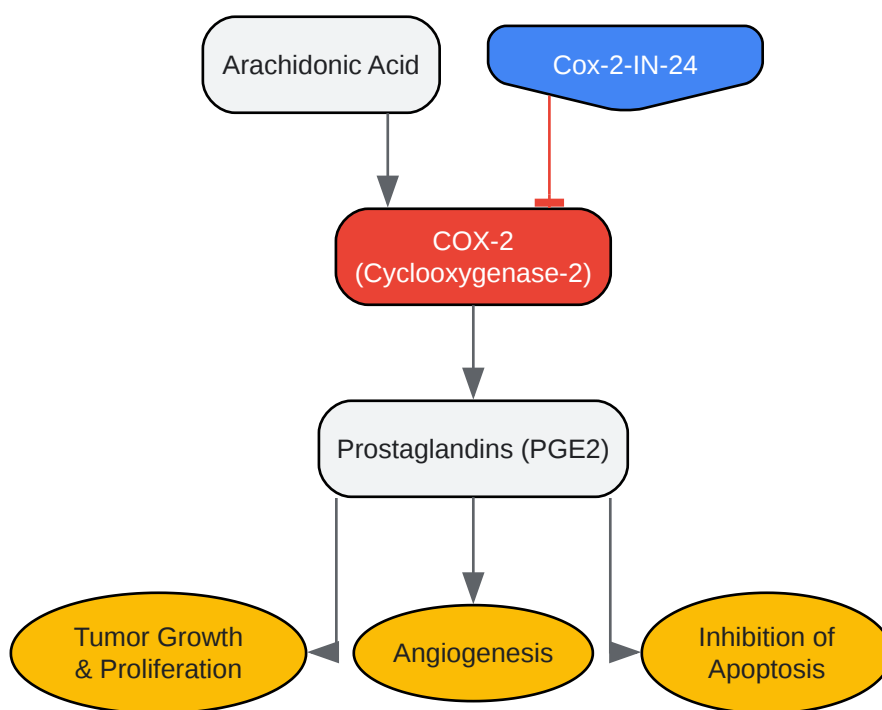 Arachidonic Acid
Cox-2-IN-24
COX-2
(Cyclooxygenase-2)
Prostaglandins (PGE2)
Tumor Growth
& Proliferation
Angiogenesis
Inhibition of
Apoptosis